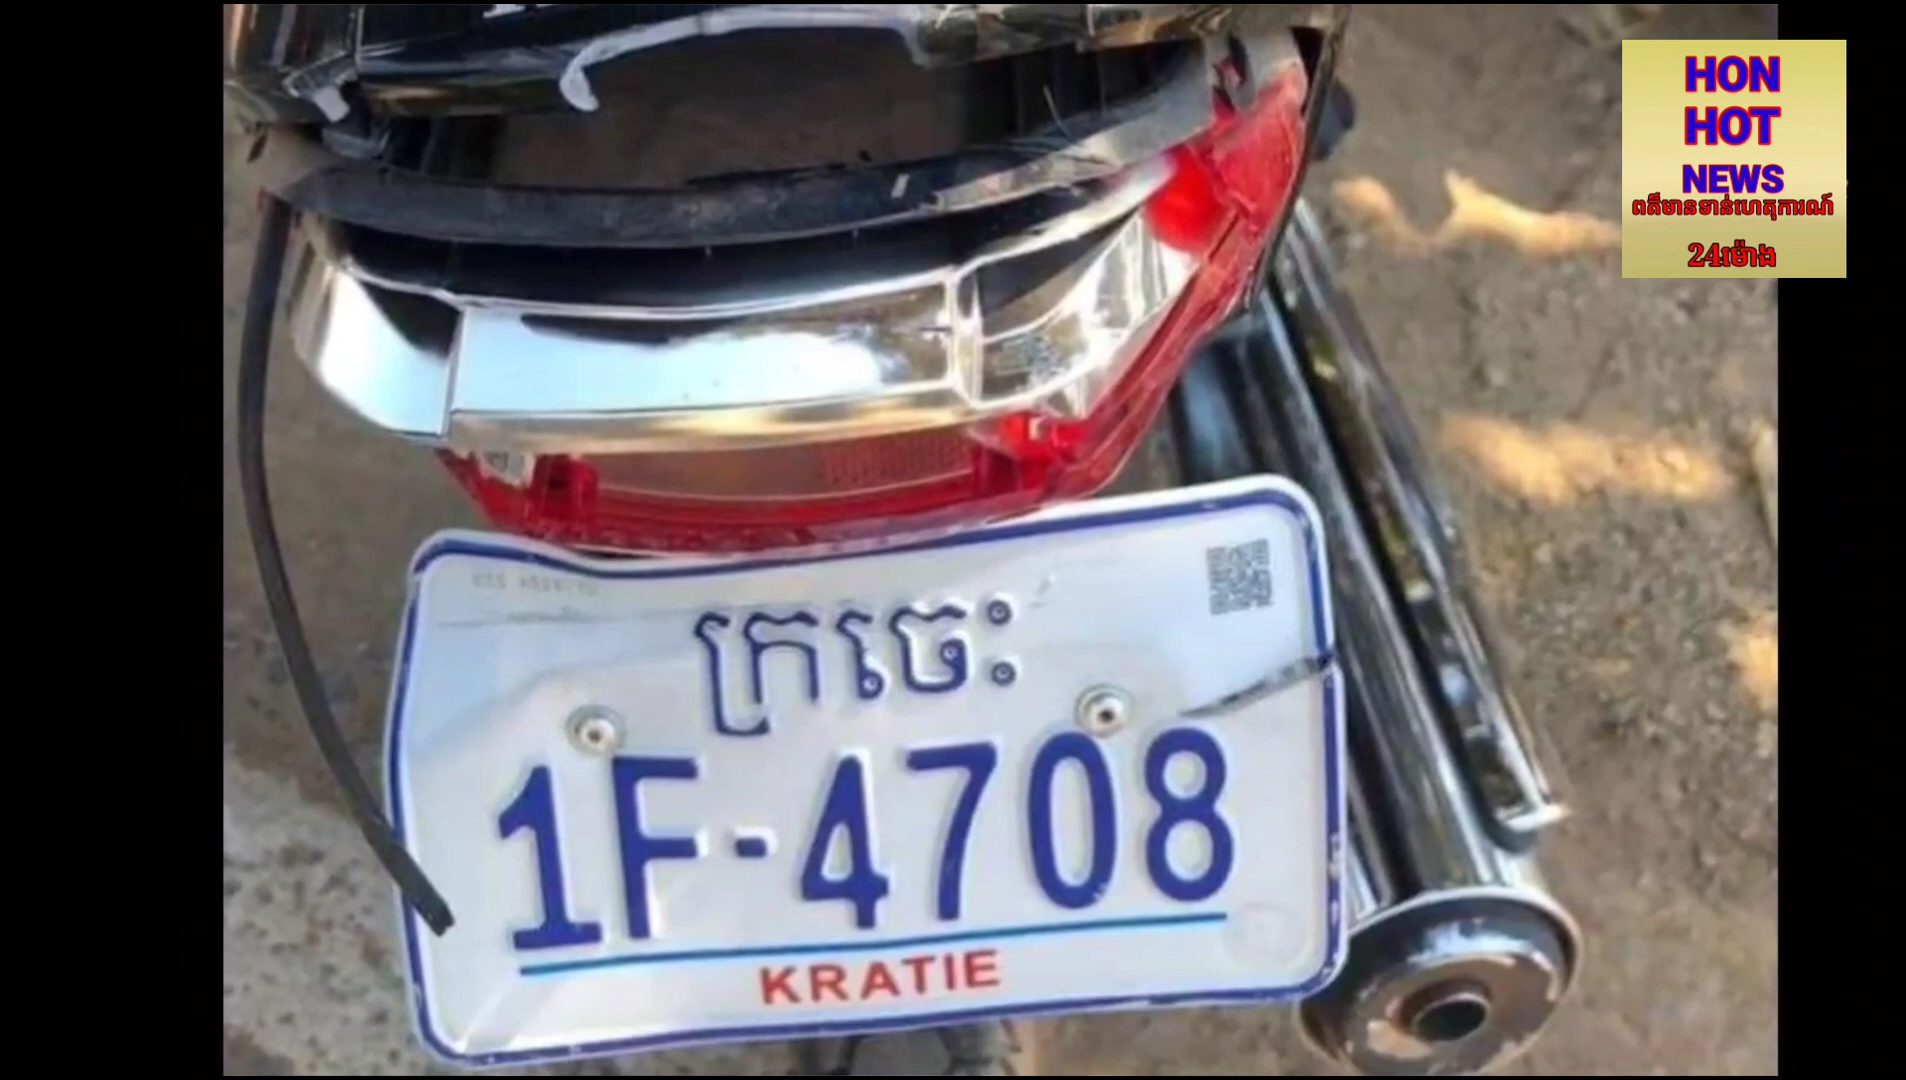 HON
HOT
NEWS
ពត៌មានទាន់ហេតុការណ៍
24ម៉ោង
ក្រចេះ
1F-4708
KRATIE